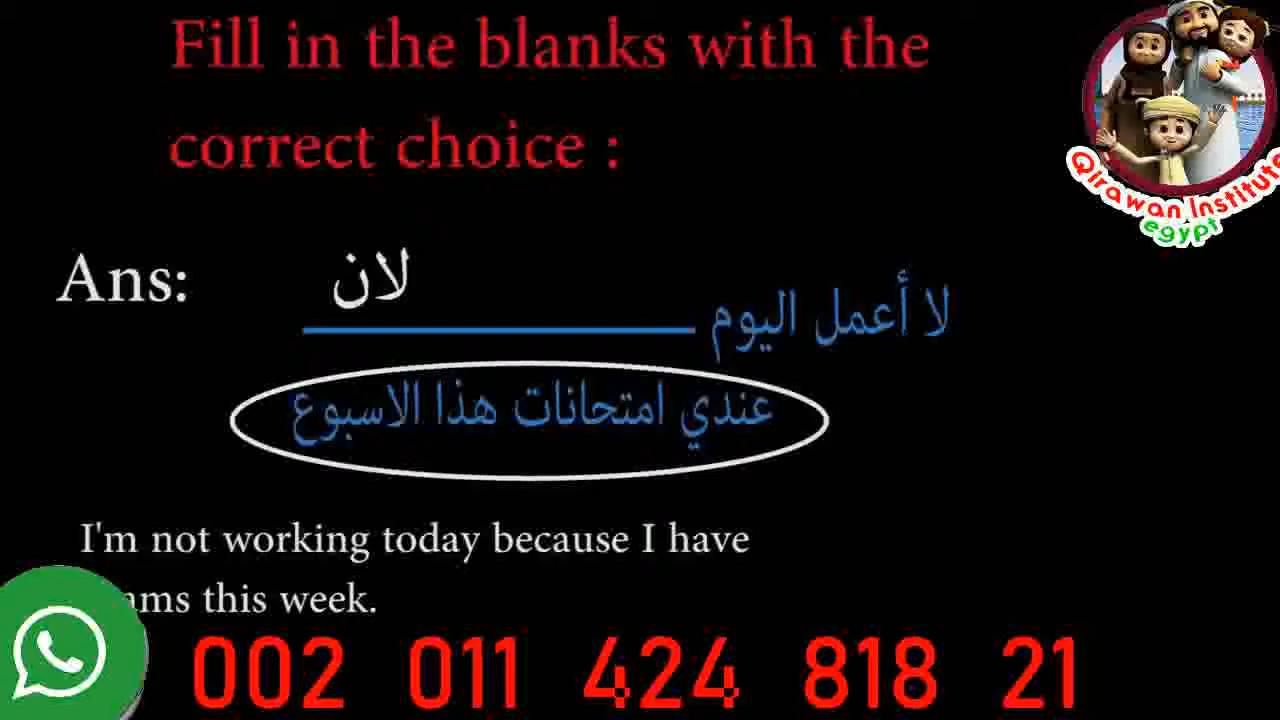 Fill in the blanks with the
correct choice :
Qirawan Institute
egypt
Ans:
لان
لا أعمل اليوم
عندي امتحانات هذا الاسبوع
I'm not working today because I have
this week.
002 011 424 818 21